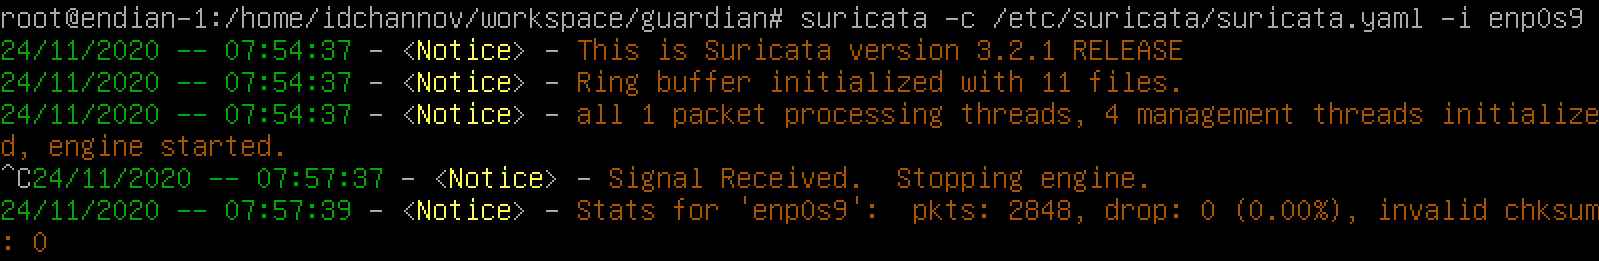 root@endian-1:/home/idchannov/workspace/guardian# suricata -c /etc/suricata/suricata.yaml -i enp0s9
24/11/2020 -- 07:54:37 - <Notice> - This is Suricata version 3.2.1 RELEASE
24/11/2020 -- 07:54:37 - <Notice> - Ring buffer initialized with 11 files.
24/11/2020 -- 07:54:37 - <Notice> - all 1 packet processing threads, 4 management threads initialize
d, engine started.
^C24/11/2020 -- 07:57:37 - <Notice> - Signal Received.  Stopping engine.
24/11/2020 -- 07:57:39 - <Notice> - Stats for 'enp0s9':  pkts: 2848, drop: 0 (0.00%), invalid chksum
: 0